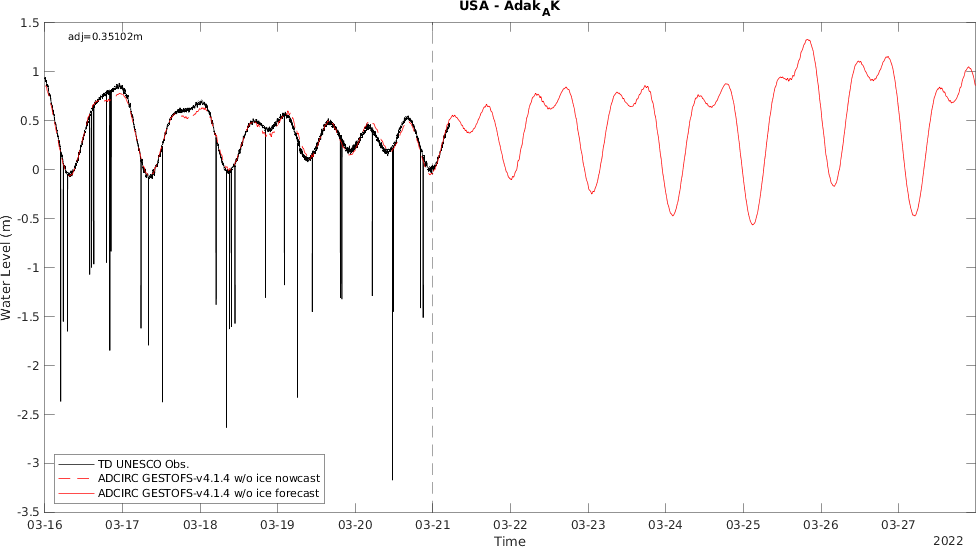 USA - Adak_AK
1.5
1
0.5
0
-0.5
-1
-1.5
-2
-2.5
-3
-3.5
Water Level (m)
adj=0.35102m
TD UNESCO Obs.
ADCIRC GESTOFS-v4.1.4 w/o ice nowcast
ADCIRC GESTOFS-v4.1.4 w/o ice forecast
03-16 03-17 03-18 03-19 03-20 03-21 03-22 03-23 03-24 03-25 03-26 03-27
Time
2022